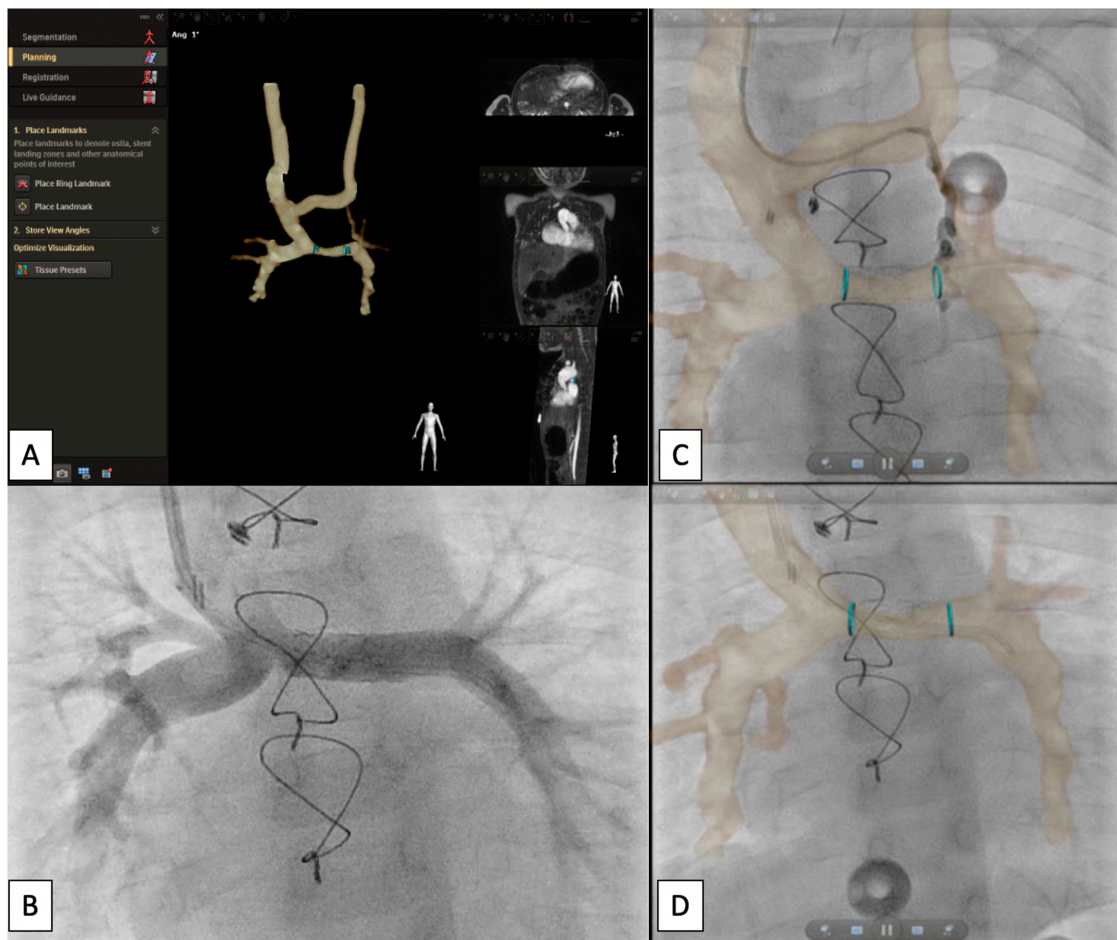 Segmentation
Planning
Registration
Live Guidance
1. Place Landmarks
Place landmarks to denote ostia, stent
landing zones and other anatomical
points of interest
Place Ring Landmark
Place Landmark
2. Store View Angles
Optimize Visualization
Tissue Presets
Ang 1°
A
B
C
D